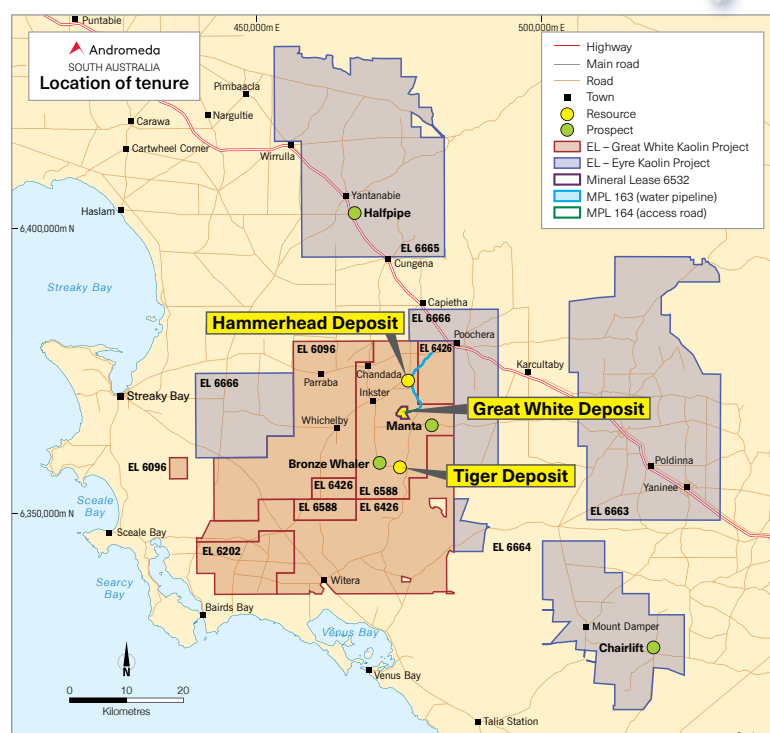 450,000m E
500,000m E
Puntabie
Andromeda
SOUTH AUSTRALIA
Location of tenure
Highway
Main road
Road
Town
Resource
Prospect
EL – Great White Kaolin Project
EL – Eyre Kaolin Project
Mineral Lease 6532
MPL 163 (water pipeline)
MPL 164 (access road)
Pimbaacla
Nargultie
Carawa
Cartwheel Corner
Wirrulla
Yantanabie
Haslam
Halfpipe
6,400,000m N
EL 6665
Cungena
Streaky Bay
Capietha
Hammerhead Deposit
EL 6666
Poochera
EL 6096
EL 6426
Karcultaby
Chandada
EL 6666
Parraba
Streaky Bay
Inkster
Great White Deposit
Whichelby
Manta
EL 6096
Bronze Whaler
Poldinna
Tiger Deposit
Yaninee
EL 6426
EL 6588
Sceale
Bay
EL 6588
EL 6426
EL 6663
6,350,000m N
Sceale Bay
EL 6202
EL 6664
Searcy
Bay
Witera
Bairds Bay
Mount Damper
Venus Bay
Chairlift
N
Venus Bay
0
10
20
Kilometres
Talia Station